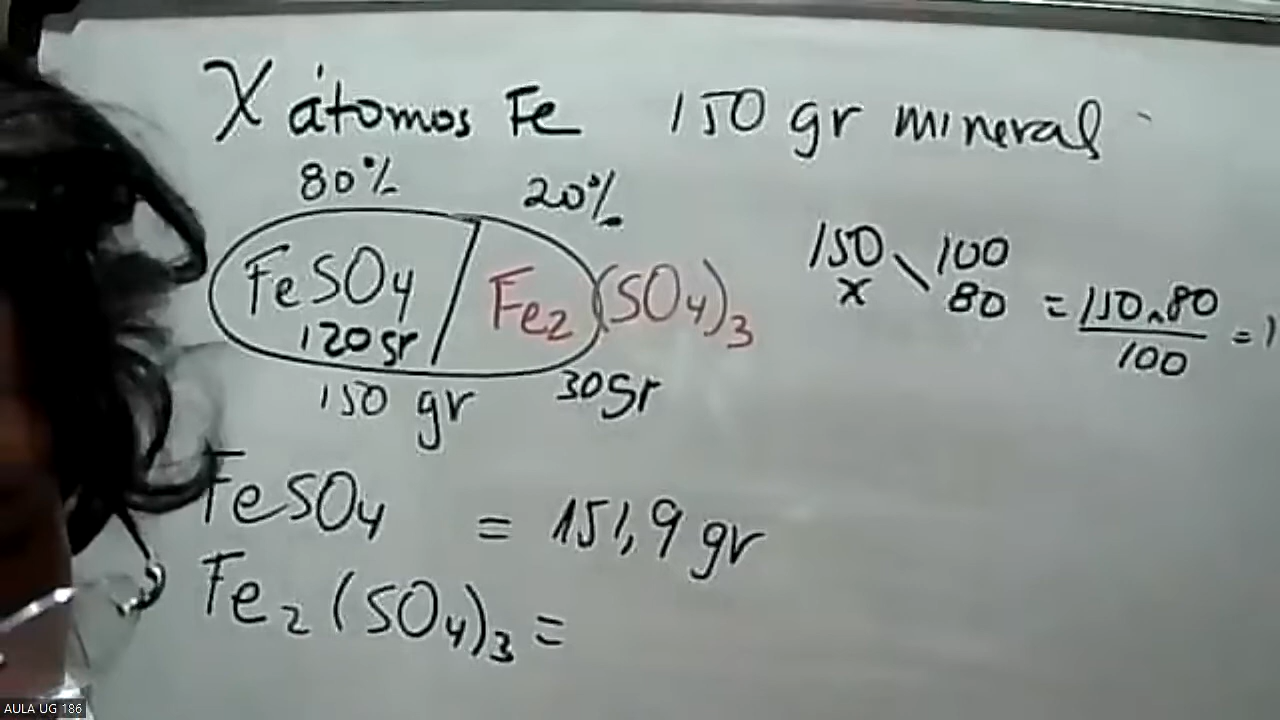 X átomos Fe 150 gr mineral
80% 20%
FeSO4 Fe2(SO4)3
120gr
150 gr 30gr
150 100
x 80 = 150.80 = 1
100
FeSO4 = 151,9 gr
Fe2(SO4)3 =
AULA UG 186